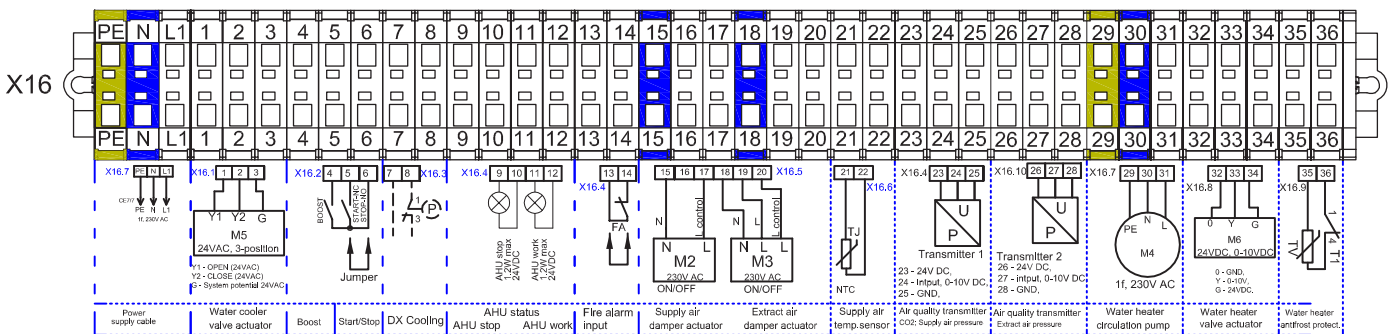 PE N L1 1 2 3 4 5 6 7 8 9 10 11 12 13 14 15 16 17 18 19 20 21 22 23 24 25 26 27 28 29 30 31 32 33 34 35 36
X16
PE N L1 1 2 3 4 5 6 7 8 9 10 11 12 13 14 15 16 17 18 19 20 21 22 23 24 25 26 27 28 29 30 31 32 33 34 35 36
X16.7 PE N L1
PE N L1
1f, 230V AC
Power
supply cable
X16.1 1 2 3
Y1 Y2 G
M5
24VAC, 3-position
Y1 - OPEN (24VAC)
Y2 - CLOSE (24VAC)
G - System potential 24VAC
Water cooler
valve actuator
X16.2 4 5 6
BOOST
START-NC
STOP-NO
Jumper
Boost
Start/Stop
7 8 X16.3
1
3
P
DX Cooling
X16.4 9 10 11 12
AHU stop
1,2W max
24VDC
AHU work
1,2W max
24VDC
AHU status
AHU stop AHU work
13 14
X16.4
FA
Fire alarm
input
15 16 17 18 19 20 X16.5
N
L control
L control
N L
M2
230V AC
ON/OFF
N L L
M3
230V AC
ON/OFF
Supply air
damper actuator
Extract air
damper actuator
21 22
X16.6
TJ
NTC
Supply air
temp.sensor
X16.4
23 24 25
U
P
Transmitter 1
23 - 24V DC,
24 - Intput, 0-10V DC,
25 - GND,
Air quality transmitter
CO2; Supply air pressure
X16.10 26 27 28
U
P
Transmitter 2
26 - 24V DC,
27 - intput, 0-10V DC
28 - GND,
Air quality transmitter
Extract air pressure
X16.7
29 30 31
PE N L
M4
1f, 230V AC
Water heater
circulation pump
32 33 34
X16.8
0 Y G
M6
24VDC, 0-10VDC
0 - GND,
Y - 0-10V,
G - 24VDC.
Water heater
valve actuator
35 36
X16.9
TV
1
4
T1
Water heater
antifrost protect.